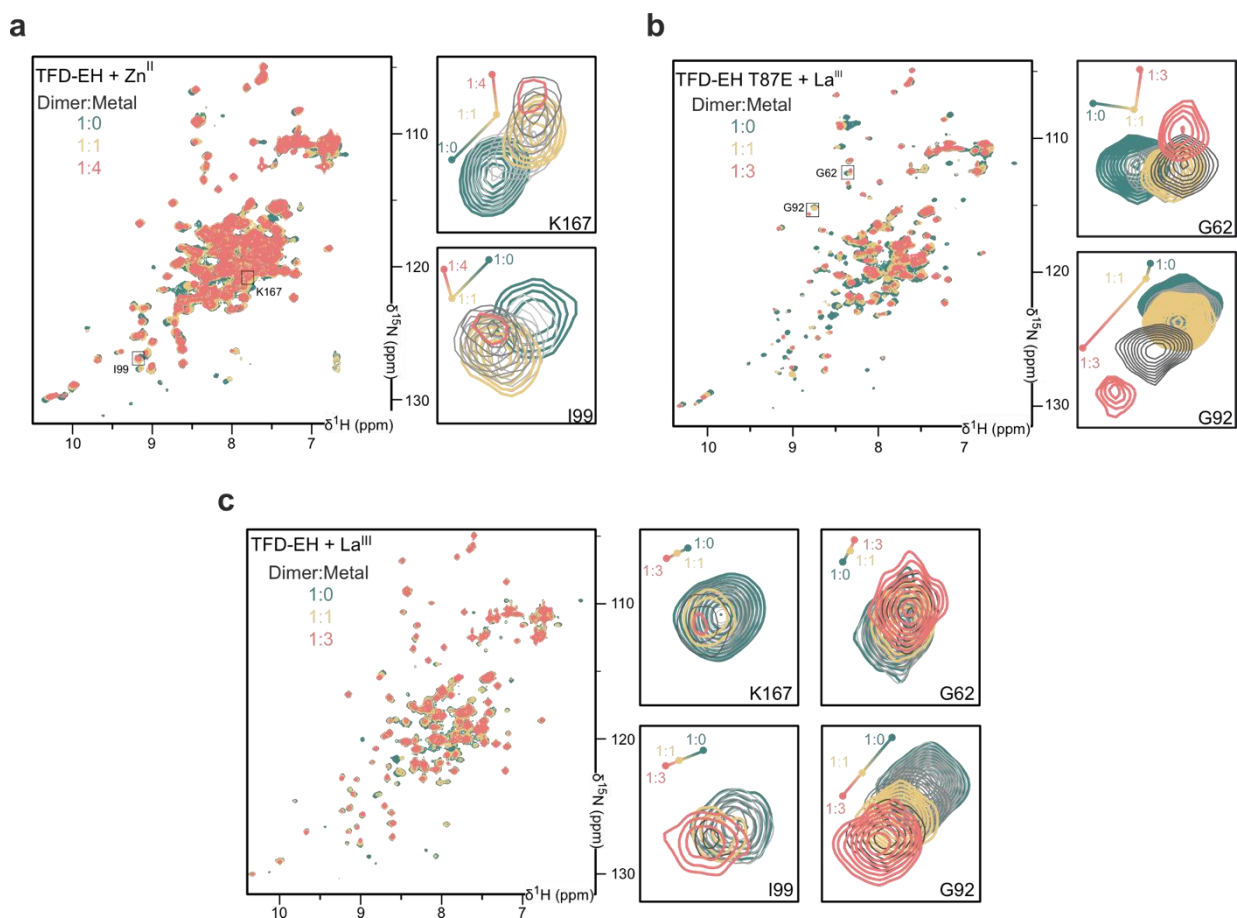 a
TFD-EH + Zn^II
Dimer:Metal
1:0
1:1
1:4
K167
I99
110
120
130
δ¹⁵N (ppm)
10
9
8
7
δ¹H (ppm)
1:4
1:1
1:0
K167
1:4
1:0
1:1
I99
b
TFD-EH T87E + La^III
Dimer:Metal
1:0
1:1
1:3
G62
G92
110
120
130
δ¹⁵N (ppm)
10
9
8
7
δ¹H (ppm)
1:3
1:0
1:1
G62
1:0
1:1
1:3
G92
c
TFD-EH + La^III
Dimer:Metal
1:0
1:1
1:3
110
120
130
δ¹⁵N (ppm)
10
9
8
7
δ¹H (ppm)
1:0
1:1
1:3
K167
1:3
1:1
1:0
G62
1:1
1:0
1:3
I99
1:0
1:1
1:3
G92